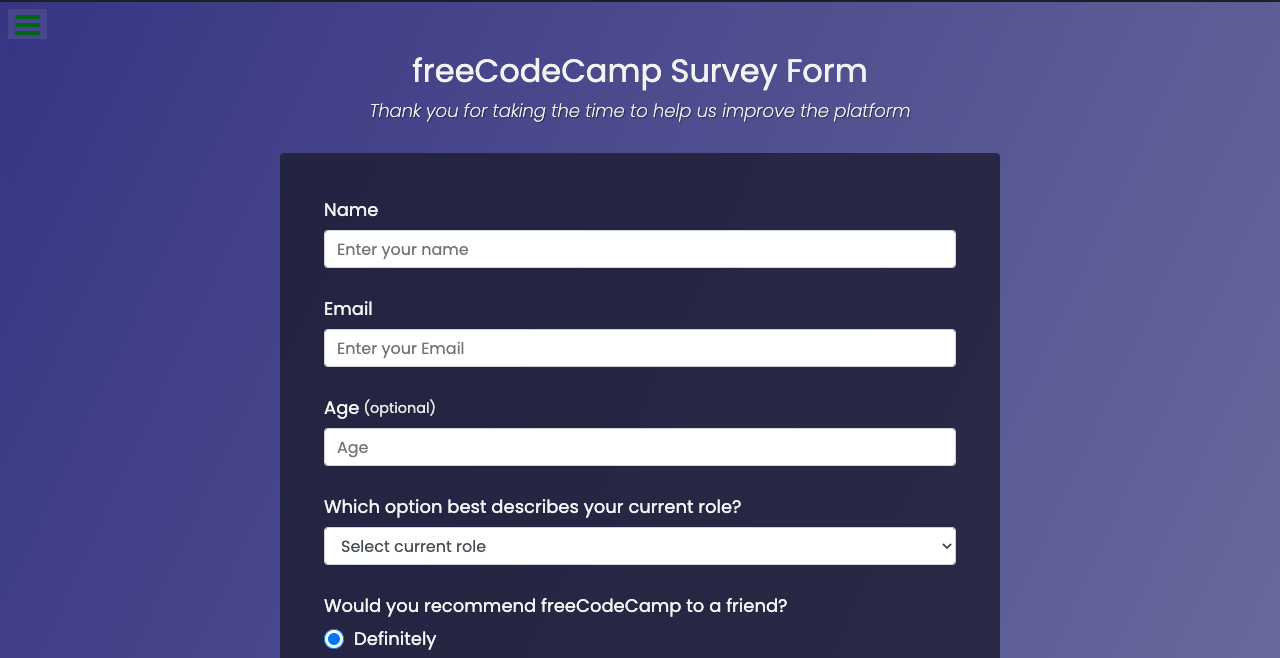 freeCodeCamp Survey Form
Thank you for taking the time to help us improve the platform
Name
Enter your name
Email
Enter your Email
Age (optional)
Age
Which option best describes your current role?
Select current role
Would you recommend freeCodeCamp to a friend?
Definitely